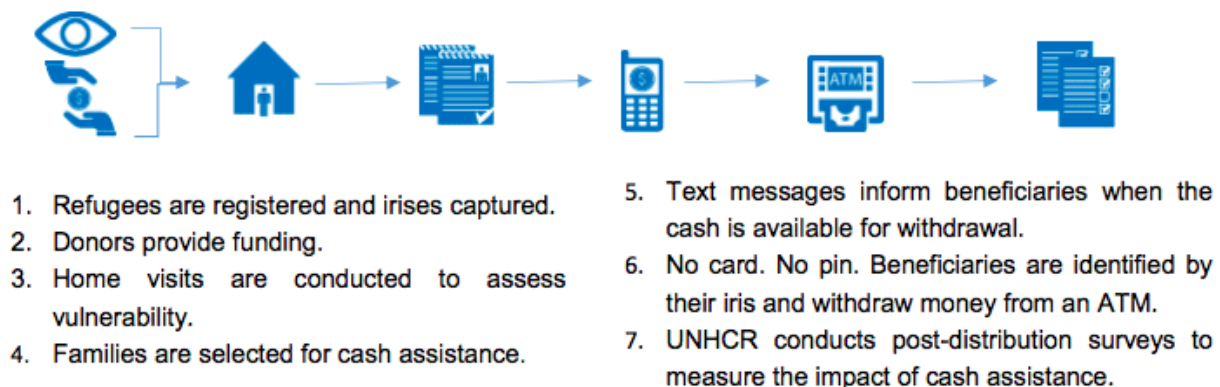 ATM
1. Refugees are registered and irises captured.
2. Donors provide funding.
3. Home visits are conducted to assess
vulnerability.
4. Families are selected for cash assistance.
5. Text messages inform beneficiaries when the
cash is available for withdrawal.
6. No card. No pin. Beneficiaries are identified by
their iris and withdraw money from an ATM.
7. UNHCR conducts post-distribution surveys to
measure the impact of cash assistance.